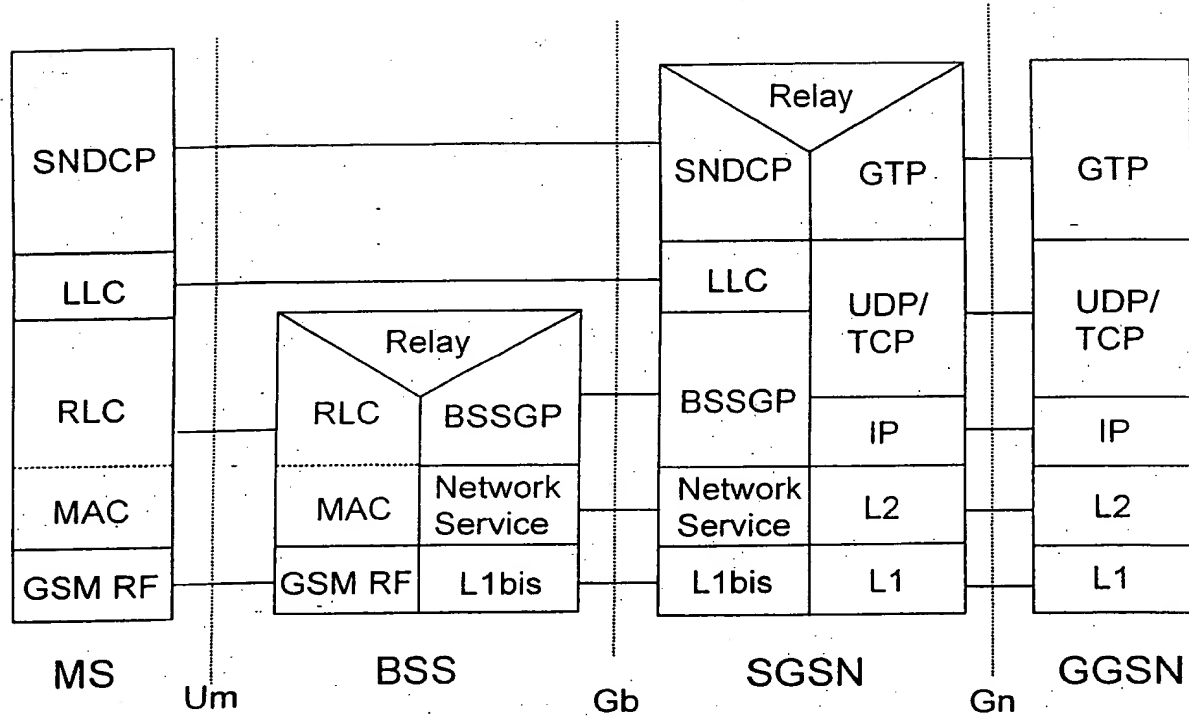 Relay
SNDCP
SNDCP
GTP
GTP
LLC
LLC
UDP/
TCP
UDP/
TCP
Relay
RLC
RLC
BSSGP
BSSGP
IP
IP
MAC
MAC
Network
Service
Network
Service
L2
L2
GSM RF
GSM RF
L1bis
L1bis
L1
L1
MS
Um
BSS
Gb
SGSN
Gn
GGSN